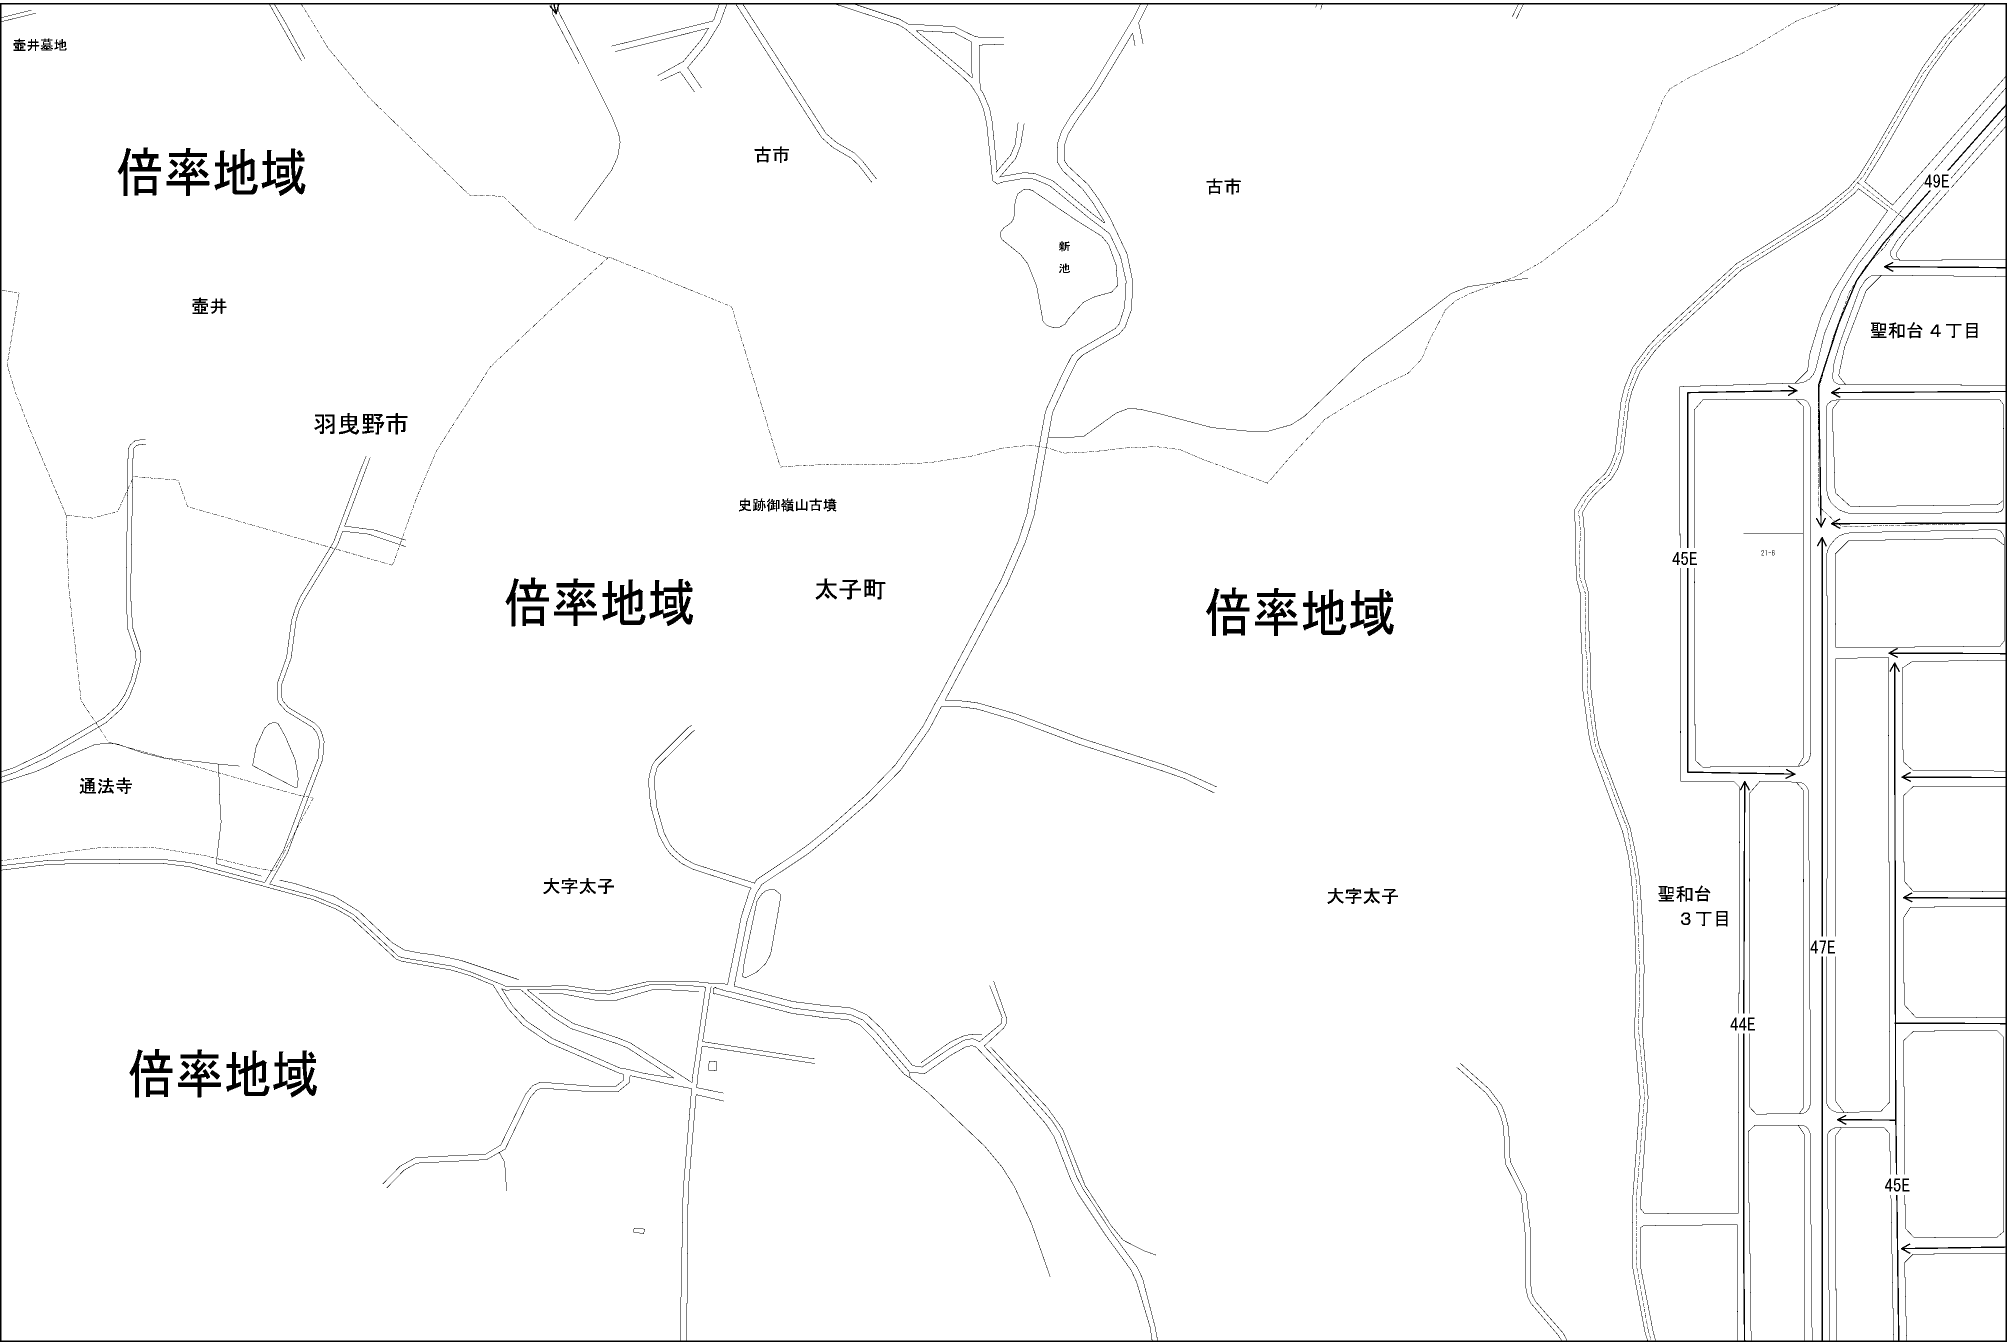 壺井墓地
倍率地域
古市
古市
49E
新
池
壺井
聖和台４丁目
羽曳野市
史跡御嶺山古墳
21-6
45E
倍率地域
太子町
倍率地域
通法寺
大字太子
大字太子
聖和台
３丁目
47E
44E
倍率地域
45E